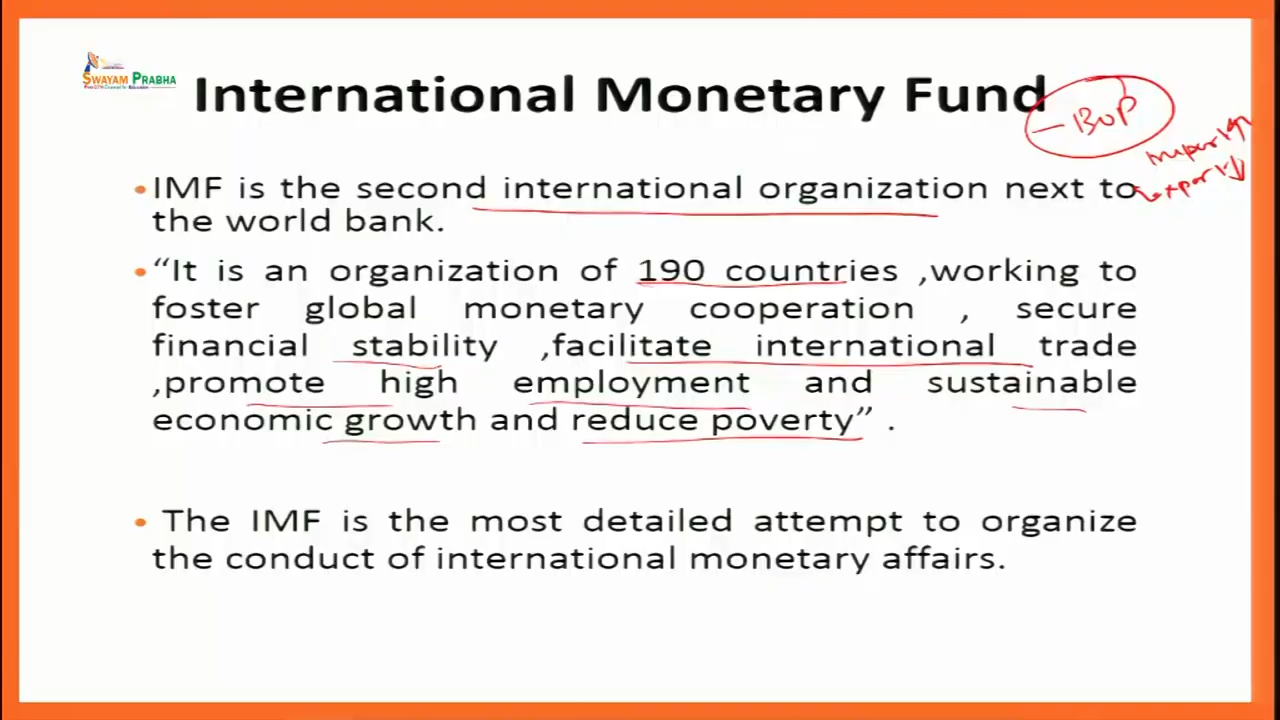 SWAYAM PRABHA
International Monetary Fund
- BOP
import ↑
export ↓
•IMF is the second international organization next to
the world bank.
•“It is an organization of 190 countries ,working to
foster global monetary cooperation , secure
financial stability ,facilitate international trade
,promote high employment and sustainable
economic growth and reduce poverty” .
• The IMF is the most detailed attempt to organize
the conduct of international monetary affairs.